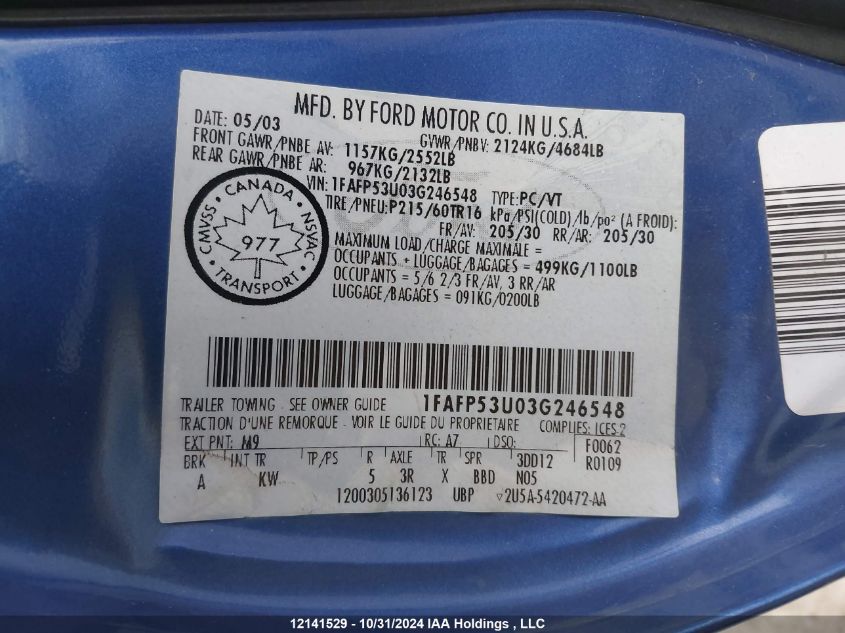 MFD. BY FORD MOTOR CO. IN U.S.A.
DATE: 05/03 GVWR/PNBV: 2124KG/4684LB
FRONT GAWR/PNBE AV: 1157KG/2552LB
REAR GAWR/PNBE AR: 967KG/2132LB
VIN: 1FAFP53U03G246548 TYPE: PC/VT
TIRE/PNEU: P215/60TR16 kPa/PSI(COLD)/lb/po² (A FROID):
FR/AV: 205/30 RR/AR: 205/30
MAXIMUM LOAD/CHARGE MAXIMALE =
OCCUPANTS + LUGGAGE/BAGAGES = 499KG/1100LB
OCCUPANTS = 5/6 2/3 FR/AV, 3 RR/AR
LUGGAGE/BAGAGES = 091KG/0200LB
CANADA
CMVSS 977 NSVAC
TRANSPORT
TRAILER TOWING - SEE OWNER GUIDE 1FAFP53U03G246548
TRACTION D'UNE REMORQUE - VOIR LE GUIDE DU PROPRIETAIRE COMPLIES: ICES-2
EXT PNT: M9 RC: A7 DSO: F0062
BRK INT TR TP/PS R AXLE TR SPR 3DD12 R0109
A KW 5 3R X BBD N05
1200305136123 UBP ▽2U5A-5420472-AA
12141529 - 10/31/2024 IAA Holdings , LLC